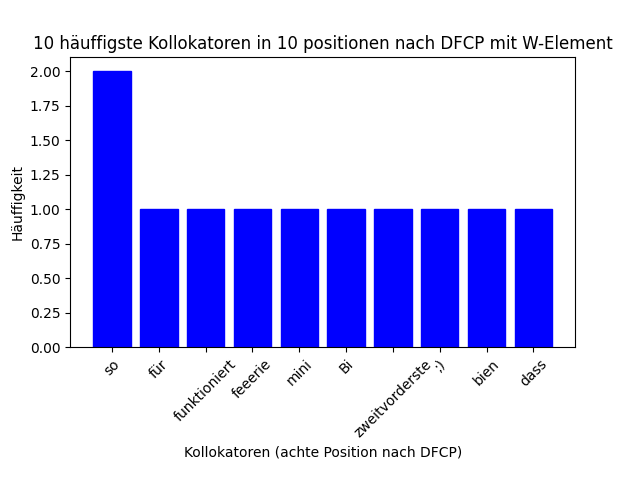 10 häuffigste Kollokatoren in 10 positionen nach DFCP mit W-Element
Häuffigkeit
2.00
1.75
1.50
1.25
1.00
0.75
0.50
0.25
0.00
so
für
funktioniert
feeerie
mini
Bi
zweitvorderste
;)
bien
dass
Kollokatoren (achte Position nach DFCP)